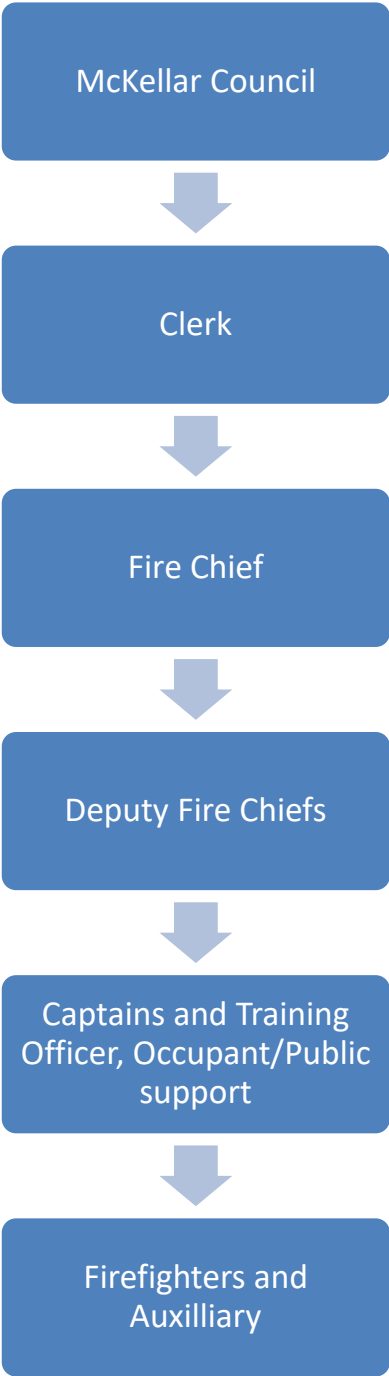 McKellar Council
Clerk
Fire Chief
Deputy Fire Chiefs
Captains and Training
Officer, Occupant/Public
support
Firefighters and
Auxilliary